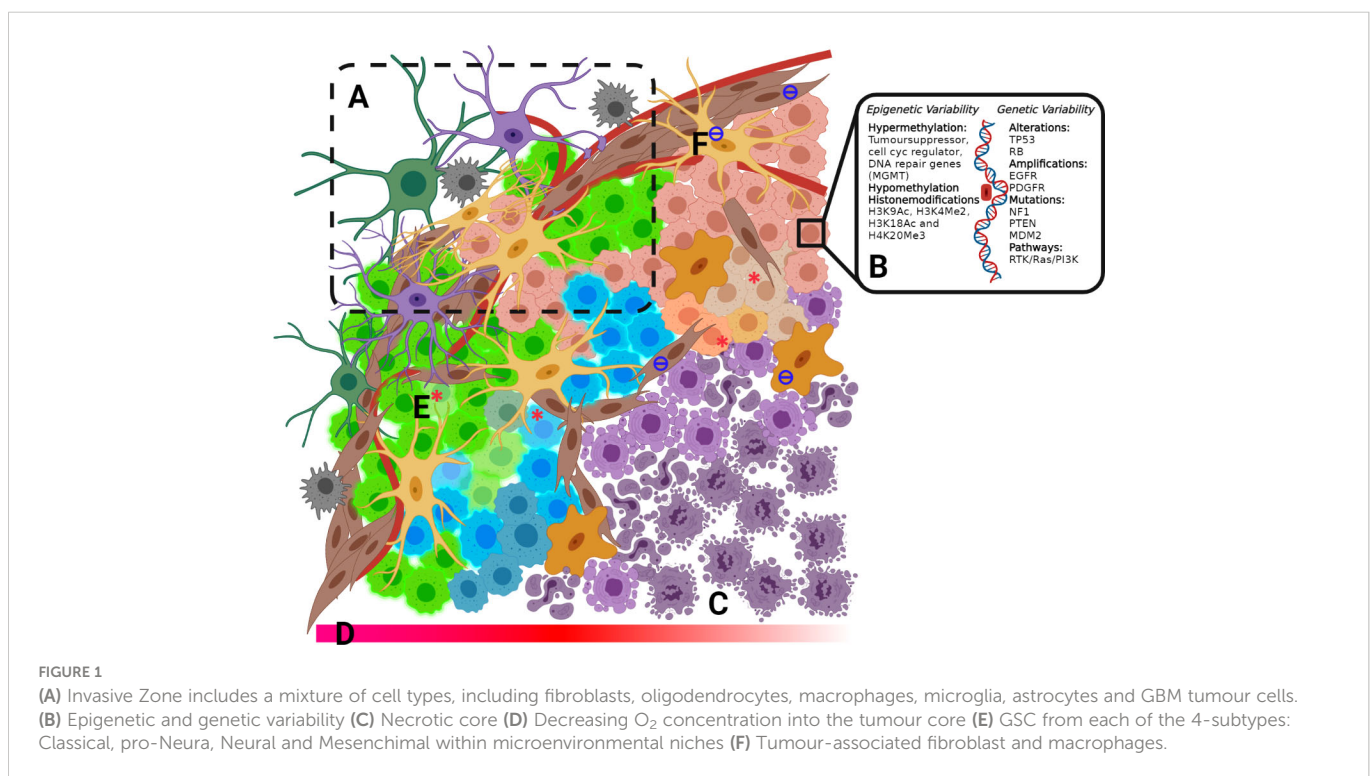 A
F
Epigenetic Variability
Genetic Variability
Hypermethylation:
Tumoursuppressor,
cell cyc regulator,
DNA repair genes
(MGMT)
Hypomethylation
Histonemodifications
H3K9Ac, H3K4Me2,
H3K18Ac and
H4K20Me3
Alterations:
TP53
RB
Amplifications:
EGFR
PDGFR
Mutations:
NF1
PTEN
MDM2
Pathways:
RTK/Ras/PI3K
B
*
*
E
*
*
C
D
FIGURE 1
(A) Invasive Zone includes a mixture of cell types, including fibroblasts, oligodendrocytes, macrophages, microglia, astrocytes and GBM tumour cells.
(B) Epigenetic and genetic variability (C) Necrotic core (D) Decreasing O₂ concentration into the tumour core (E) GSC from each of the 4-subtypes:
Classical, pro-Neura, Neural and Mesenchimal within microenvironmental niches (F) Tumour-associated fibroblast and macrophages.